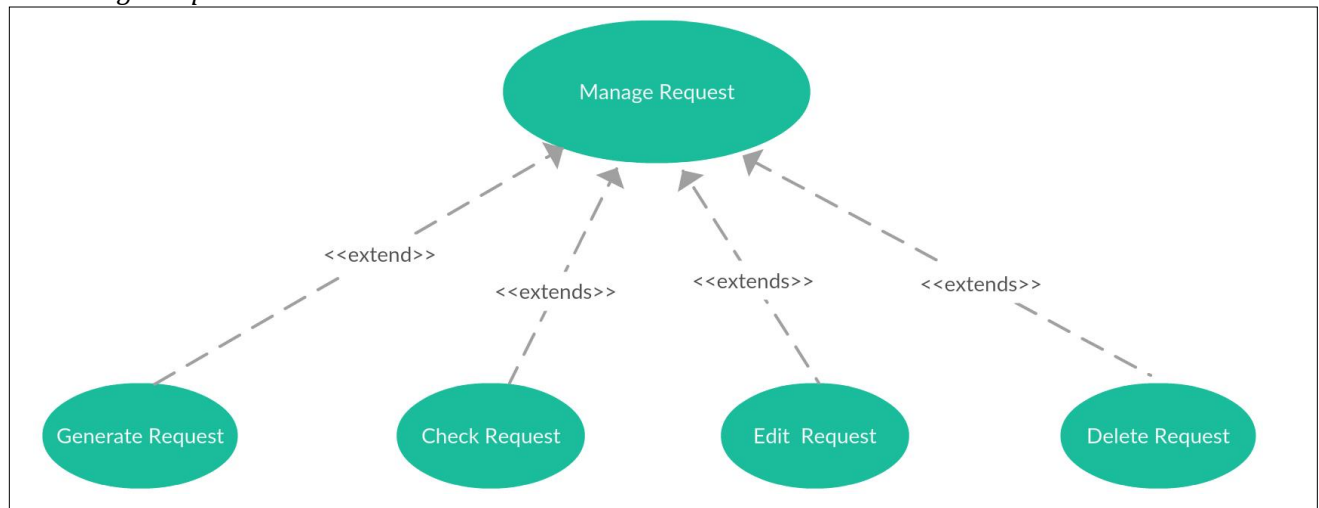 Manage Request
<<extend>>
<<extends>>
<<extends>>
<<extends>>
Generate Request
Check Request
Edit  Request
Delete Request